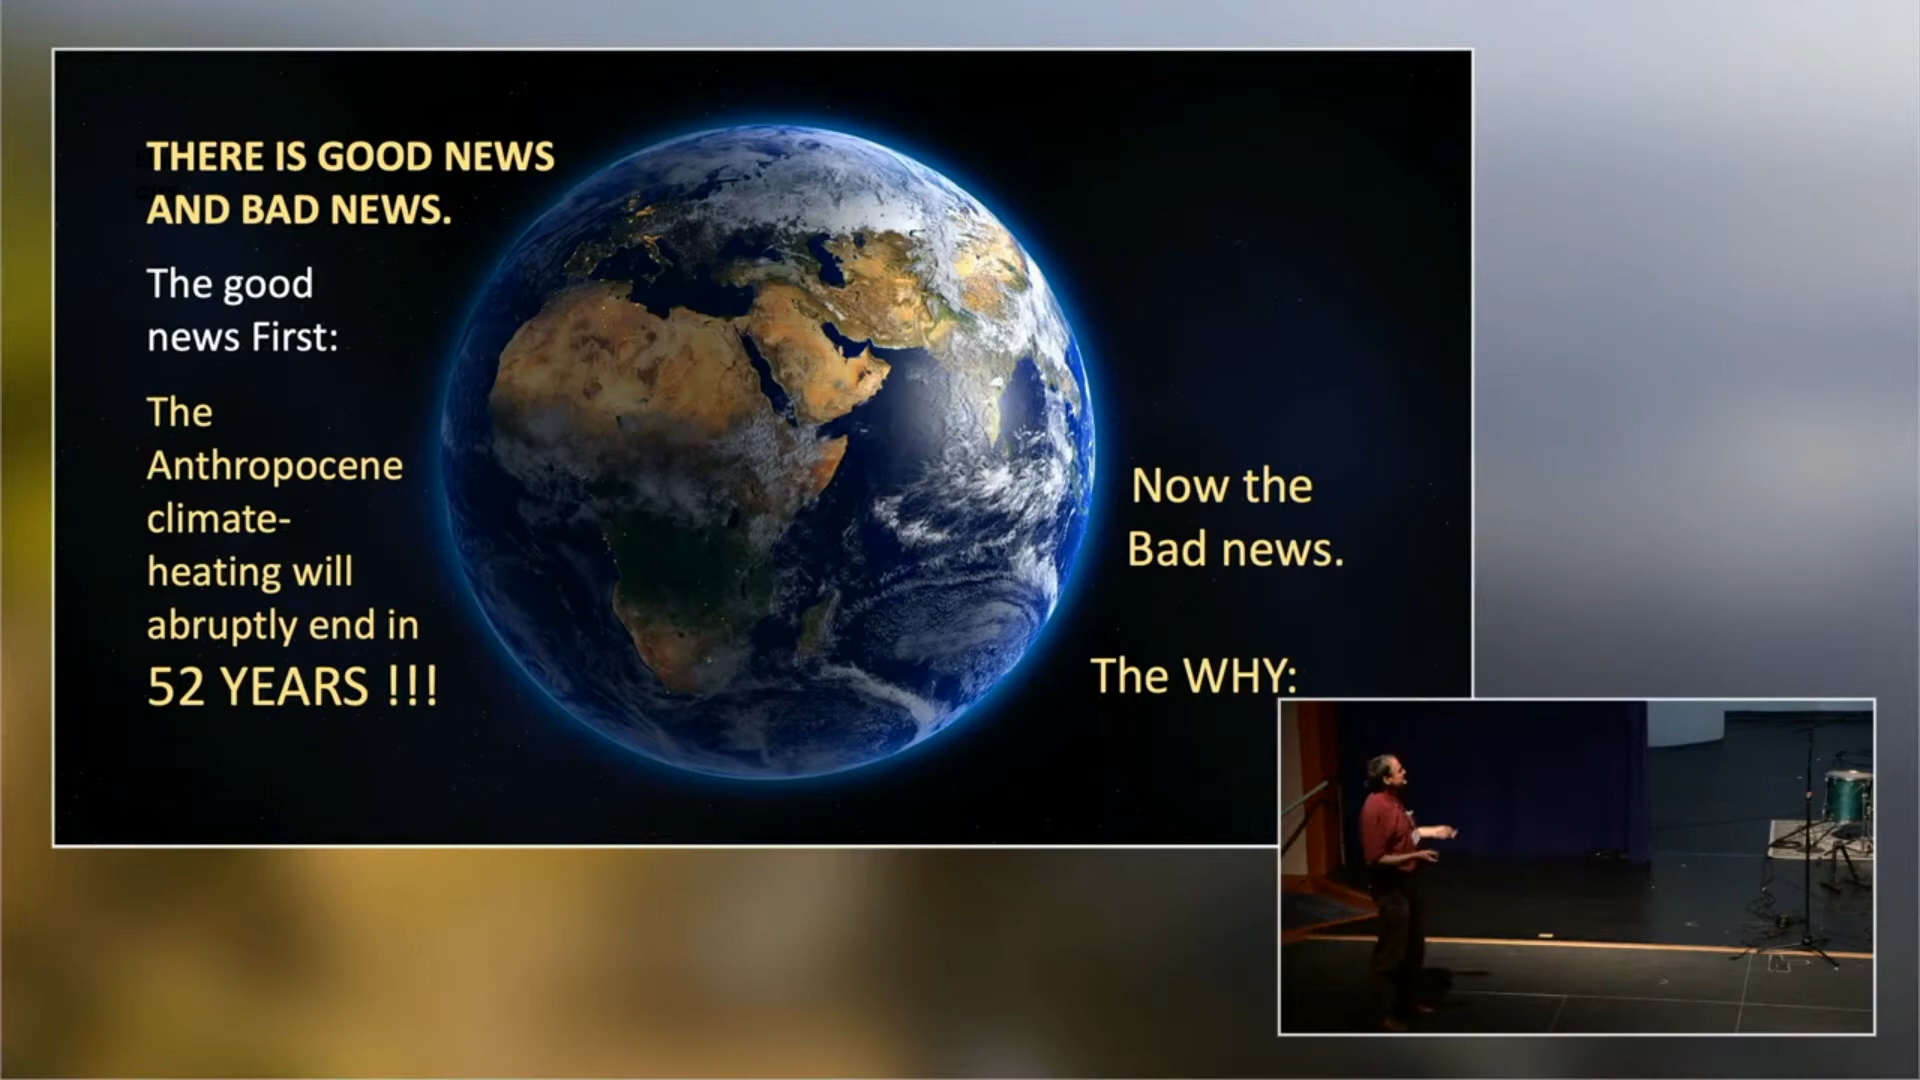 THERE IS GOOD NEWS
AND BAD NEWS.
The good
news First:
The
Anthropocene
climate-
heating will
abruptly end in
52 YEARS !!!
Now the
Bad news.
The WHY: